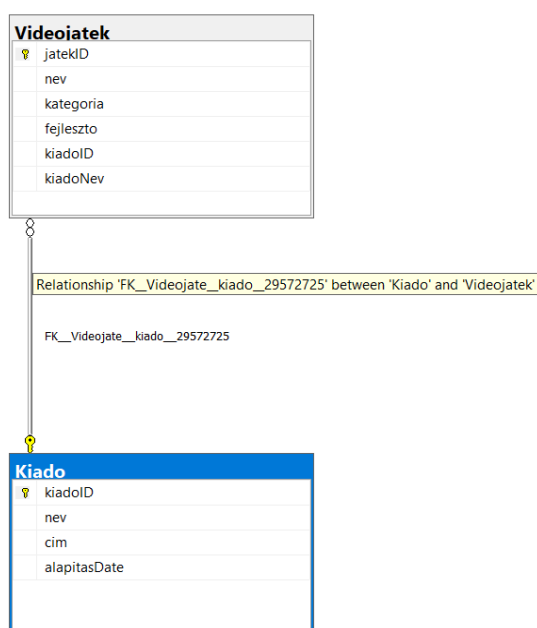 Videojatek
jatekID
nev
kategoria
fejleszto
kiadoID
kiadoNev
Relationship 'FK__Videojate__kiado__29572725' between 'Kiado' and 'Videojatek'
FK__Videojate__kiado__29572725
Kiado
kiadoID
nev
cim
alapitasDate